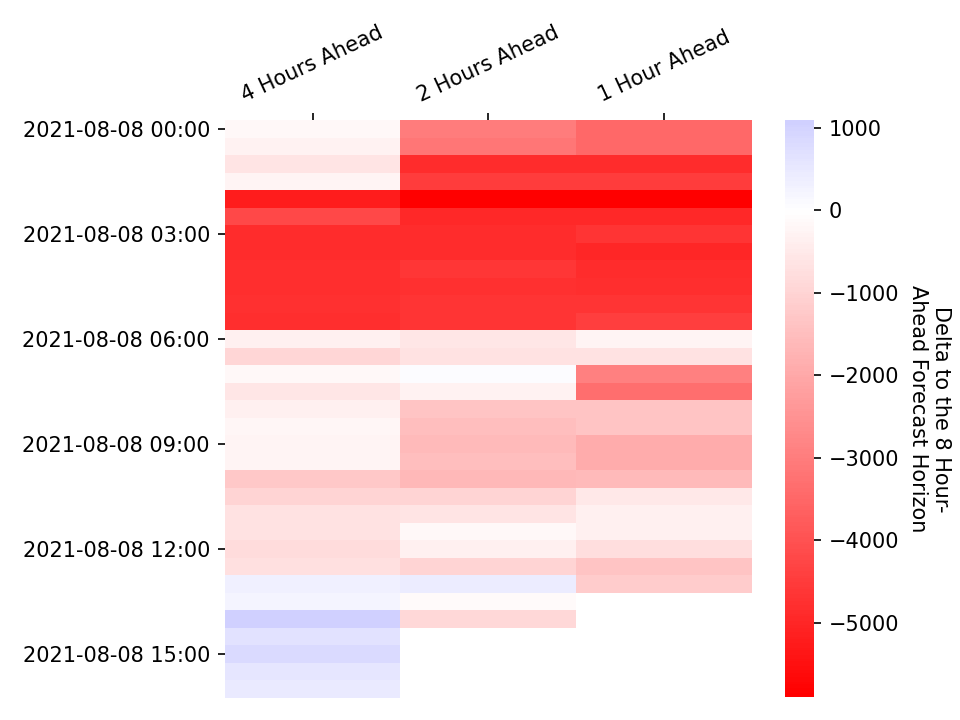 4 Hours Ahead
2 Hours Ahead
1 Hour Ahead
2021-08-08 00:00
2021-08-08 03:00
2021-08-08 06:00
2021-08-08 09:00
2021-08-08 12:00
2021-08-08 15:00
1000
0
−1000
−2000
−3000
−4000
−5000
Delta to the 8 Hour-
Ahead Forecast Horizon